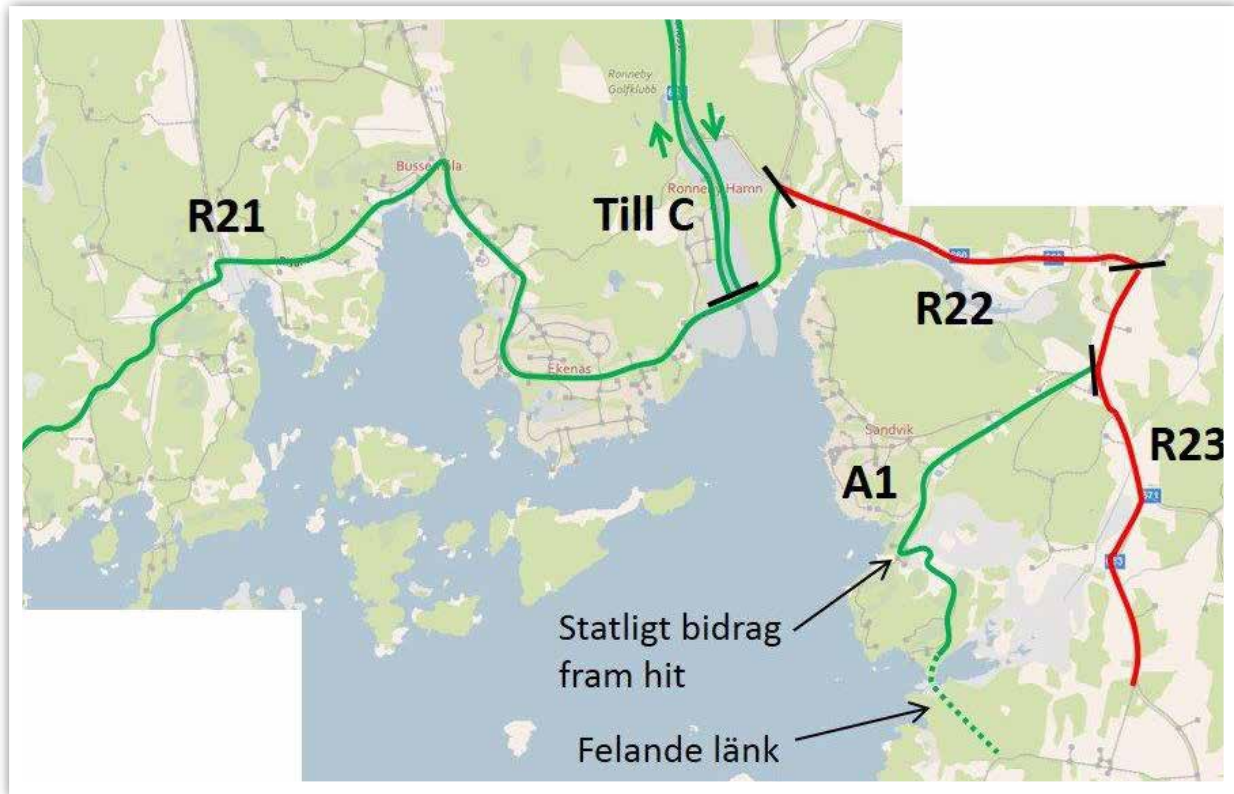 Ronneby
Golfklubb
Till C
Ronneby Hamn
R21
R22
Ekenäs
Sandvik
R23
A1
Statligt bidrag
fram hit
Felande länk